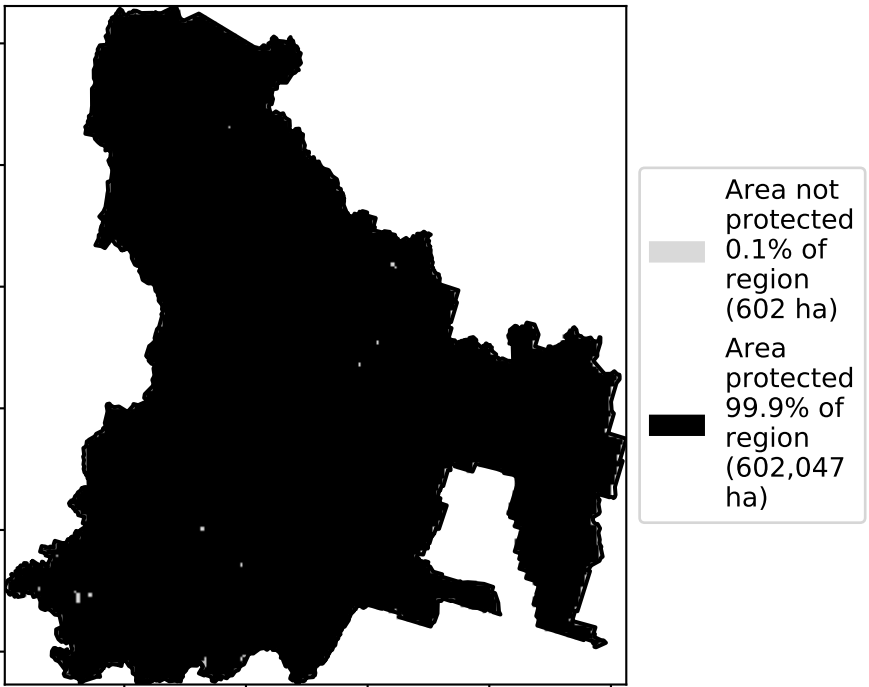 Area not
protected
0.1% of
region
(602 ha)
Area
protected
99.9% of
region
(602,047
ha)